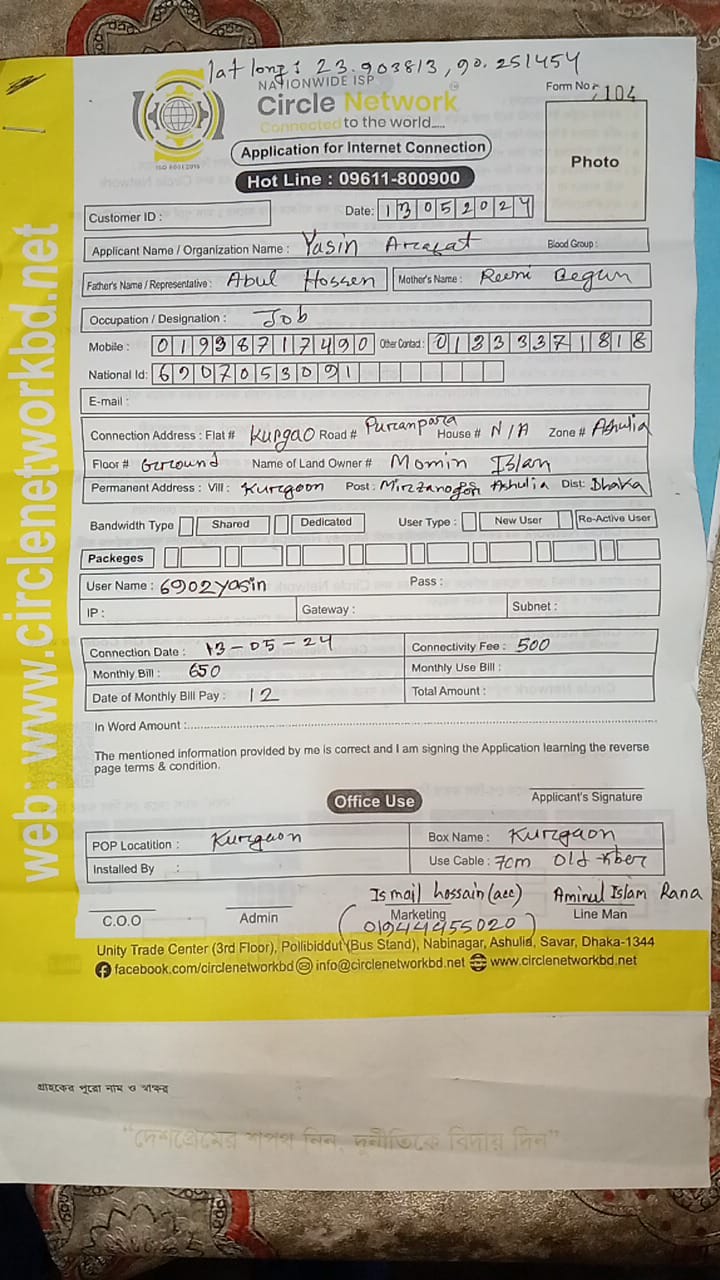 lat long : 23.903813, 90.251454
NATIONWIDE ISP
Circle Network
Connected to the world.....
ISO 9001:2015
Form No : 104
Application for Internet Connection
Hot Line : 09611-800900
Photo
Customer ID :
Date: 13052024
Applicant Name / Organization Name : Yasin Arafat Blood Group :
Father's Name / Representative : Abul Hossen Mother's Name : Reeni Begum
Occupation / Designation : Job
Mobile : 01938717490 Other Contact : 01333371818
National Id: 6907053091
E-mail :
Connection Address : Flat # Kurgao Road # Puranpara House # N/A Zone # Ashulia
Floor # Ground Name of Land Owner # Momin Islam
Permanent Address : Vill : Kurgaon Post : Mirzanagor Ashulia Dist: Dhaka
Bandwidth Type Shared Dedicated User Type : New User Re-Active User
Packeges
User Name : 6902yasin Pass :
IP : Gateway : Subnet :
Connection Date : 13-05-24 Connectivity Fee : 500
Monthly Bill : 650 Monthly Use Bill :
Date of Monthly Bill Pay : 12 Total Amount :
In Word Amount :
The mentioned information provided by me is correct and I am signing the Application learning the reverse
page terms & condition.
Applicant's Signature
Office Use
POP Locatition : Kurgaon Box Name : Kurgaon
Installed By : Use Cable : 7cm Old
Ismail hossain (acc) Aminul Islam Rana
C.O.O Admin Marketing Line Man
(01944455020)
Unity Trade Center (3rd Floor), Pollibiddut (Bus Stand), Nabinagar, Ashulia, Savar, Dhaka-1344
facebook.com/circlenetworkbd info@circlenetworkbd.net www.circlenetworkbd.net
web: www.circlenetworkbd.net
গ্রাহকের পুরো নাম ও স্বাক্ষর
"দেশপ্রেমের শপথ নিন, দুর্নীতিকে বিদায় দিন"